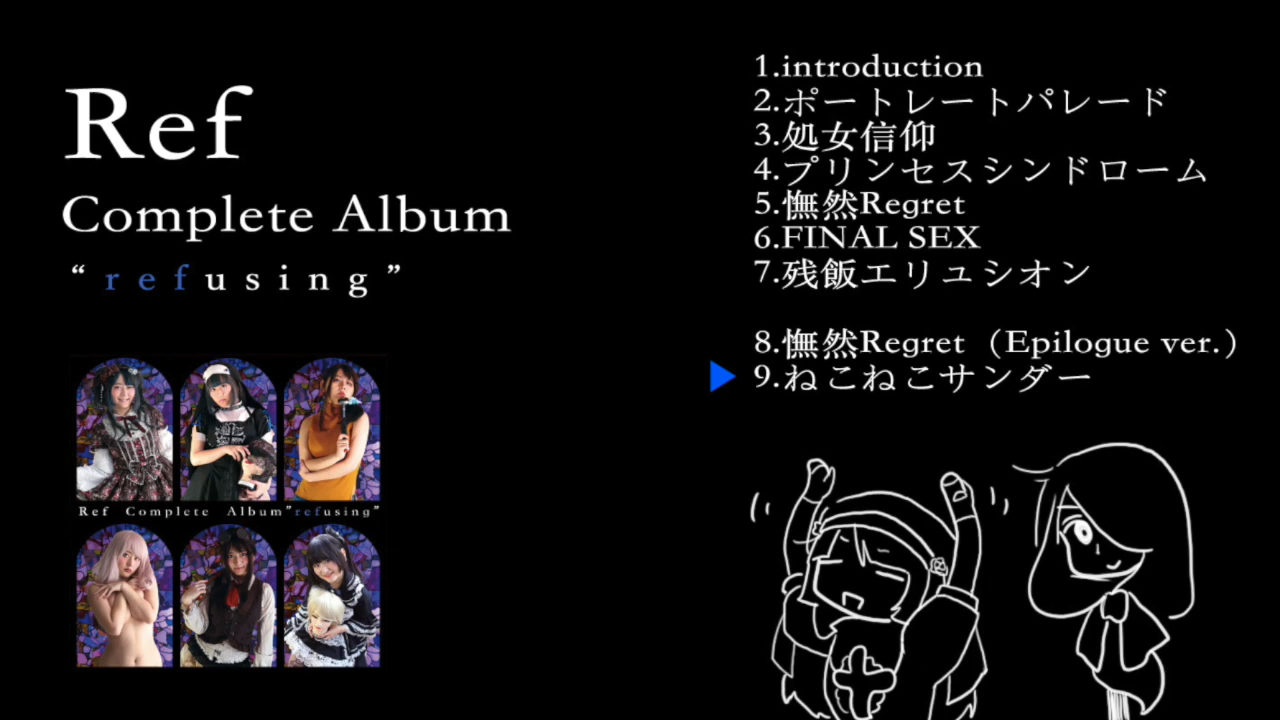 Ref
Complete Album
“refusing”
Ref Complete Album”refusing”
1.introduction
2.ポートレートパレード
3.処女信仰
4.プリンセスシンドローム
5.憮然Regret
6.FINAL SEX
7.残飯エリュシオン
8.憮然Regret（Epilogue ver.）
9.ねこねこサンダー